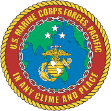 U.S. MARINE CORPS FORCES, PACIFIC
IN ANY CLIME AND PLACE